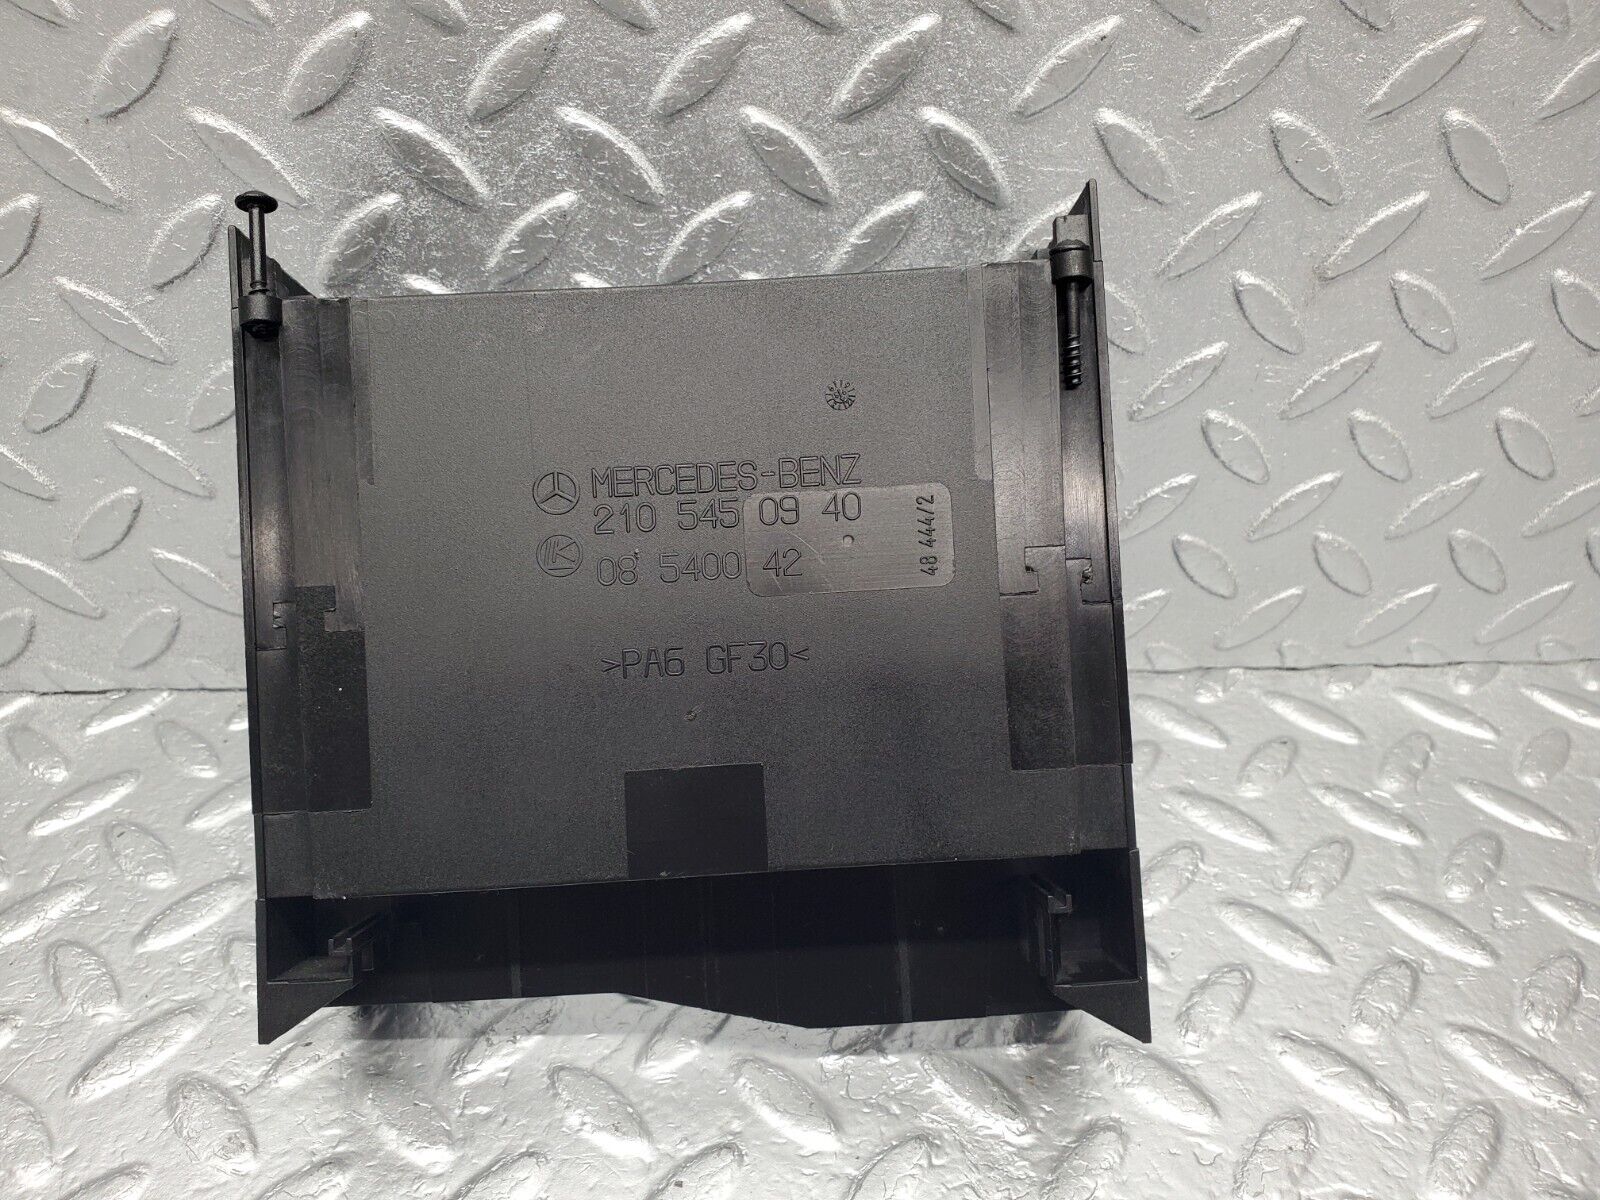 MERCEDES-BENZ
210 545 09 40
08 5400 42
48 444/2
>PA6 GF30<